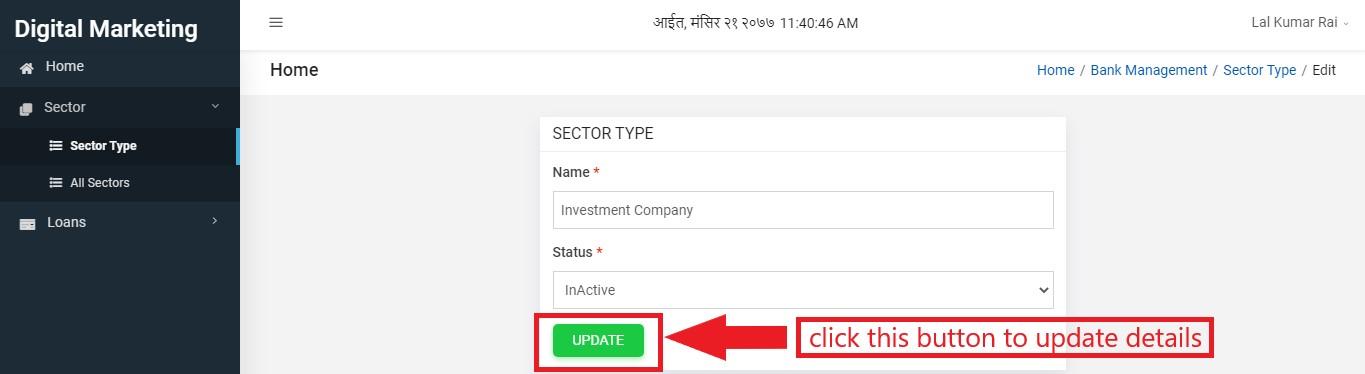 Digital Marketing
Home
Sector
Sector Type
All Sectors
Loans
आईत, मंसिर २१ २०७७ 11:40:46 AM
Lal Kumar Rai
Home
Home / Bank Management / Sector Type / Edit
SECTOR TYPE
Name *
Investment Company
Status *
InActive
UPDATE
click this button to update details